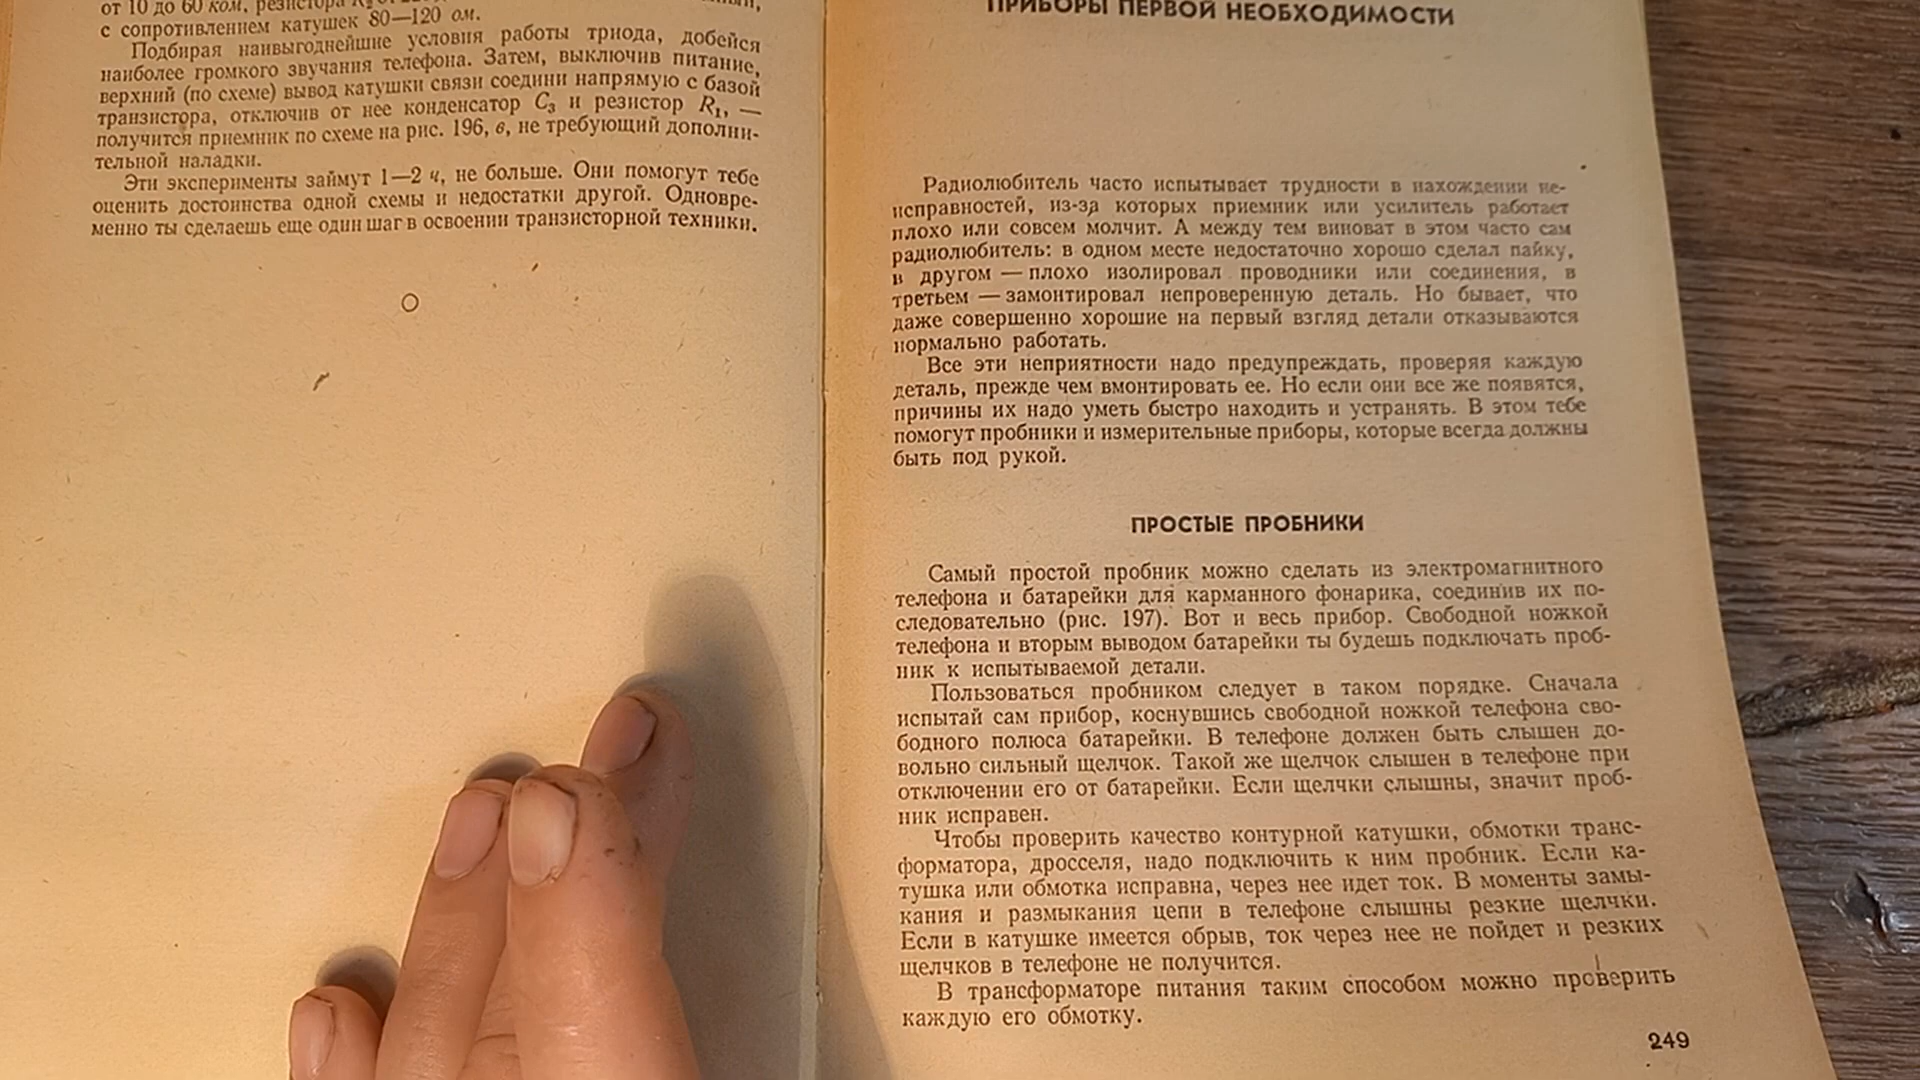 от 10 до 60 ком, резистора
с сопротивлением катушек 80—120 ом.
Подбирая наивыгоднейшие условия работы триода, добейся
наиболее громкого звучания телефона. Затем, выключив питание,
верхний (по схеме) вывод катушки связи соедини напрямую с базой
транзистора, отключив от нее конденсатор C₃ и резистор R₁, —
получится приемник по схеме на рис. 196, в, не требующий дополни-
тельной наладки.
Эти эксперименты займут 1—2 ч, не больше. Они помогут тебе
оценить достоинства одной схемы и недостатки другой. Одновре-
менно ты сделаешь еще один шаг в освоении транзисторной техники.
ПРИБОРЫ ПЕРВОЙ НЕОБХОДИМОСТИ
Радиолюбитель часто испытывает трудности в нахождении не-
исправностей, из-за которых приемник или усилитель работает
плохо или совсем молчит. А между тем виноват в этом часто сам
радиолюбитель: в одном месте недостаточно хорошо сделал пайку,
в другом — плохо изолировал проводники или соединения, в
третьем — замонтировал непроверенную деталь. Но бывает, что
даже совершенно хорошие на первый взгляд детали отказываются
нормально работать.
Все эти неприятности надо предупреждать, проверяя каждую
деталь, прежде чем вмонтировать ее. Но если они все же появятся,
причины их надо уметь быстро находить и устранять. В этом тебе
помогут пробники и измерительные приборы, которые всегда должны
быть под рукой.
ПРОСТЫЕ ПРОБНИКИ
Самый простой пробник можно сделать из электромагнитного
телефона и батарейки для карманного фонарика, соединив их по-
следовательно (рис. 197). Вот и весь прибор. Свободной ножкой
телефона и вторым выводом батарейки ты будешь подключать проб-
ник к испытываемой детали.
Пользоваться пробником следует в таком порядке. Сначала
испытай сам прибор, коснувшись свободной ножкой телефона сво-
бодного полюса батарейки. В телефоне должен быть слышен до-
вольно сильный щелчок. Такой же щелчок слышен в телефоне при
отключении его от батарейки. Если щелчки слышны, значит проб-
ник исправен.
Чтобы проверить качество контурной катушки, обмотки транс-
форматора, дросселя, надо подключить к ним пробник. Если ка-
тушка или обмотка исправна, через нее идет ток. В моменты замы-
кания и размыкания цепи в телефоне слышны резкие щелчки.
Если в катушке имеется обрыв, ток через нее не пойдет и резких
щелчков в телефоне не получится.
В трансформаторе питания таким способом можно проверить
каждую его обмотку.
249